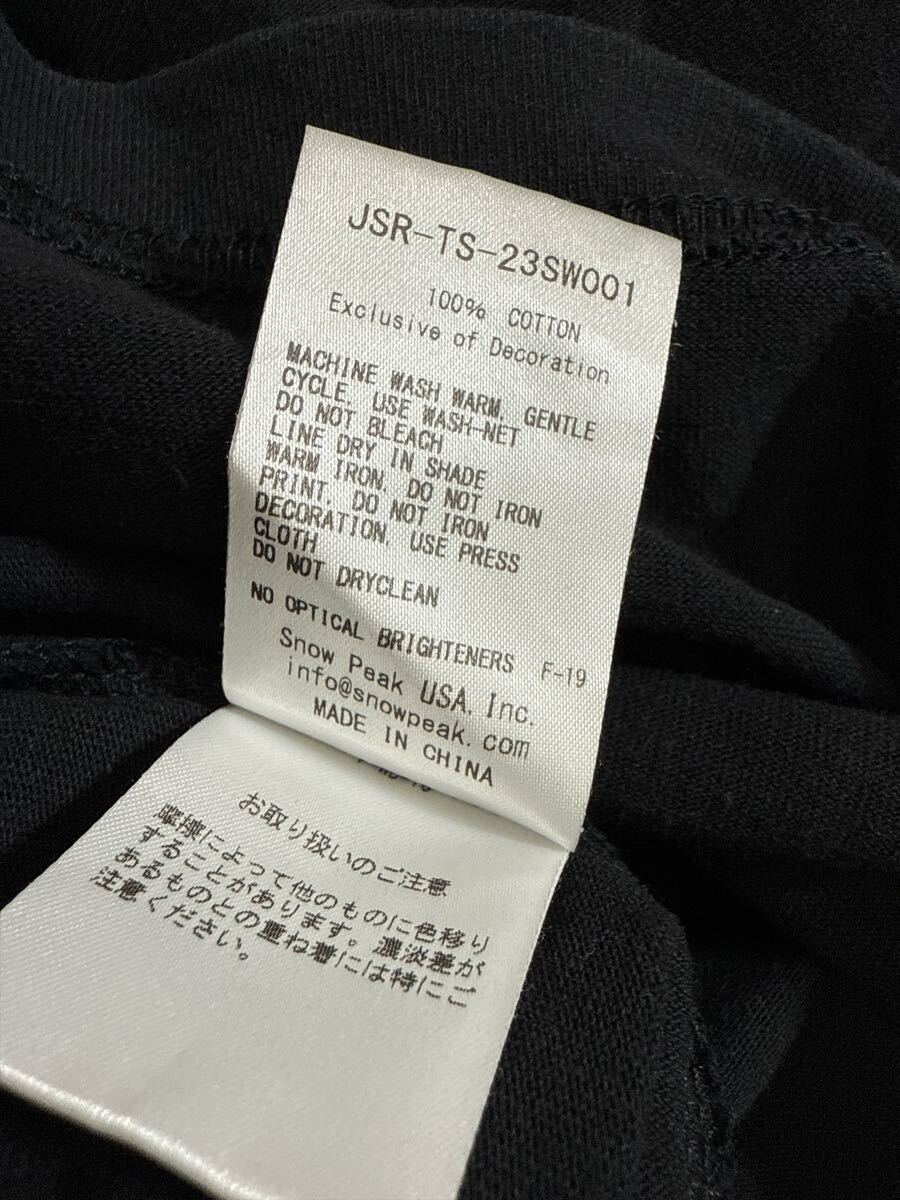 JSR-TS-23SW001
100% COTTON
Exclusive of Decoration
MACHINE WASH WARM, GENTLE
CYCLE. USE WASH-NET
DO NOT BLEACH
LINE DRY IN SHADE
WARM IRON. DO NOT IRON
PRINT. DO NOT IRON
DECORATION. USE PRESS
CLOTH
DO NOT DRYCLEAN
NO OPTICAL BRIGHTENERS F-19
Snow Peak USA, Inc.
info@snowpeak.com
MADE IN CHINA
お取り扱いのご注意
摩擦によって他のものに色移り
することがあります。濃淡差が
あるものとの重ね着には特にご
注意ください。